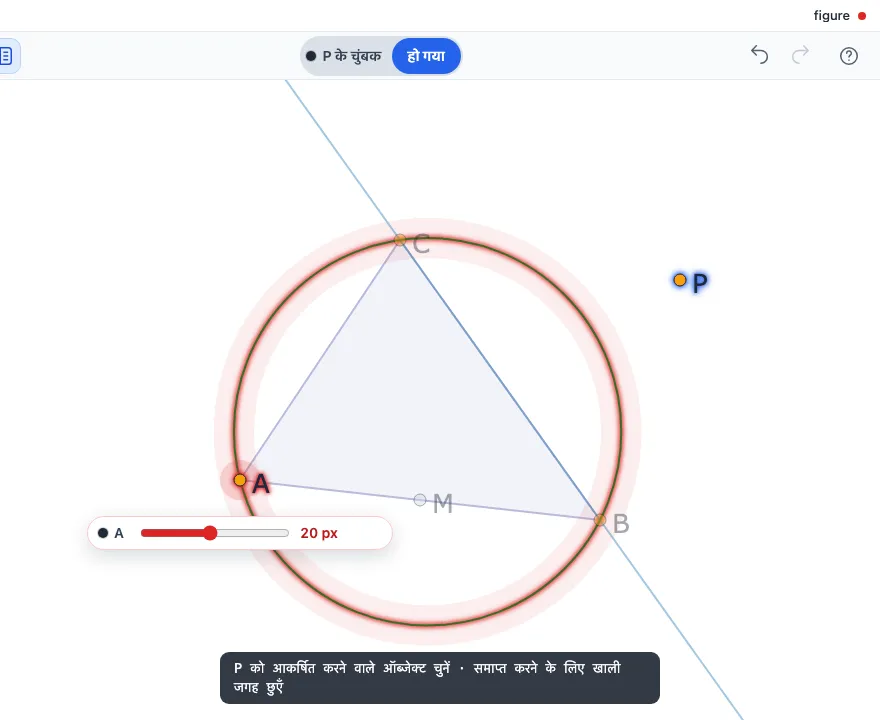 figure
P के चुंबक हो गया
C
P
A
M
B
A 20 px
P को आकर्षित करने वाले ऑब्जेक्ट चुनें · समाप्त करने के लिए खाली
जगह छुएँ